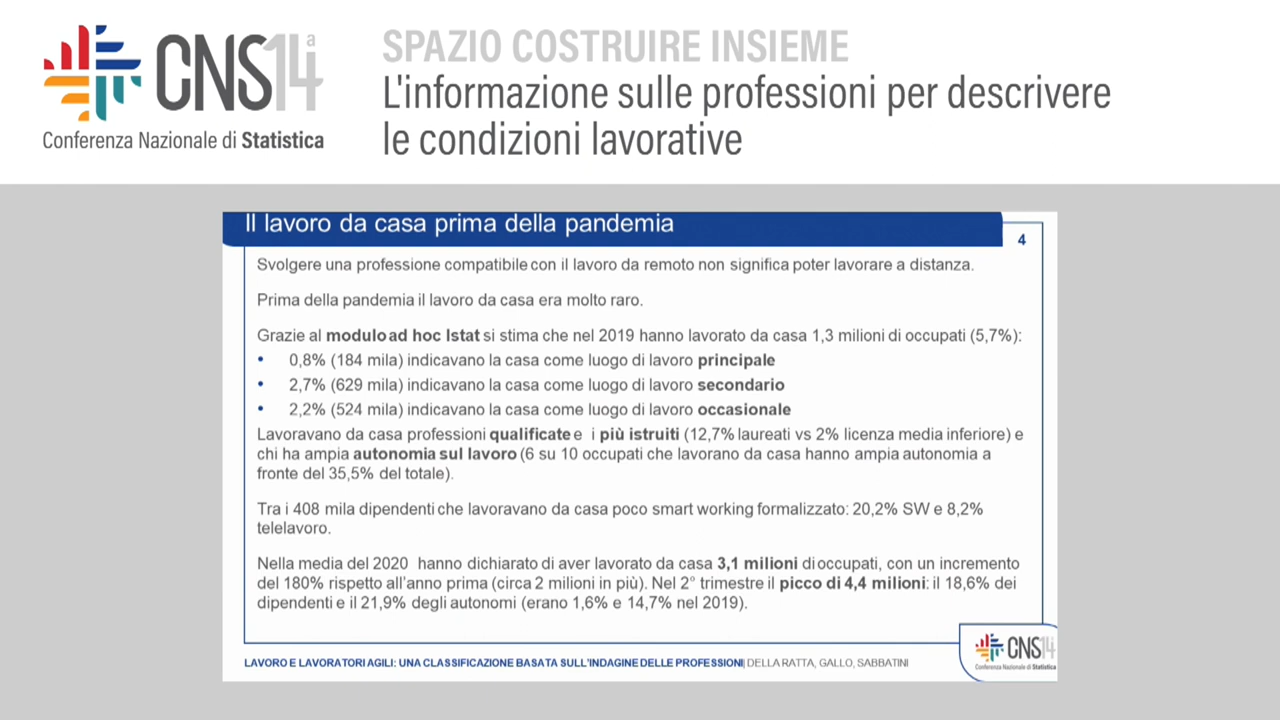 CNS14a
Conferenza Nazionale di Statistica
SPAZIO COSTRUIRE INSIEME
L'informazione sulle professioni per descrivere
le condizioni lavorative
Il lavoro da casa prima della pandemia
4
Svolgere una professione compatibile con il lavoro da remoto non significa poter lavorare a distanza.
Prima della pandemia il lavoro da casa era molto raro.
Grazie al modulo ad hoc Istat si stima che nel 2019 hanno lavorato da casa 1,3 milioni di occupati (5,7%):
• 0,8% (184 mila) indicavano la casa come luogo di lavoro principale
• 2,7% (629 mila) indicavano la casa come luogo di lavoro secondario
• 2,2% (524 mila) indicavano la casa come luogo di lavoro occasionale
Lavoravano da casa professioni qualificate e i più istruiti (12,7% laureati vs 2% licenza media inferiore) e
chi ha ampia autonomia sul lavoro (6 su 10 occupati che lavorano da casa hanno ampia autonomia a
fronte del 35,5% del totale).
Tra i 408 mila dipendenti che lavoravano da casa poco smart working formalizzato: 20,2% SW e 8,2%
telelavoro.
Nella media del 2020 hanno dichiarato di aver lavorato da casa 3,1 milioni di occupati, con un incremento
del 180% rispetto all'anno prima (circa 2 milioni in più). Nel 2° trimestre il picco di 4,4 milioni: il 18,6% dei
dipendenti e il 21,9% degli autonomi (erano 1,6% e 14,7% nel 2019).
LAVORO E LAVORATORI AGILI: UNA CLASSIFICAZIONE BASATA SULL'INDAGINE DELLE PROFESSIONI| DELLA RATTA, GALLO, SABBATINI
CNS14
Conferenza Nazionale di Statistica